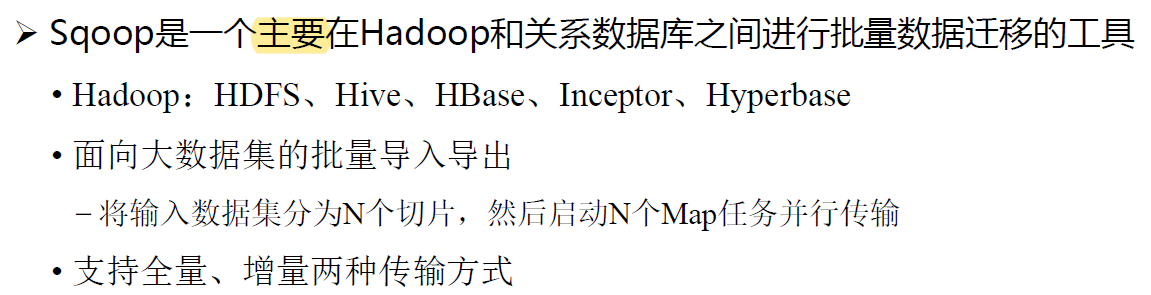 ➢ Sqoop是一个主要在Hadoop和关系数据库之间进行批量数据迁移的工具
• Hadoop：HDFS、Hive、HBase、Inceptor、Hyperbase
• 面向大数据集的批量导入导出
– 将输入数据集分为N个切片，然后启动N个Map任务并行传输
• 支持全量、增量两种传输方式